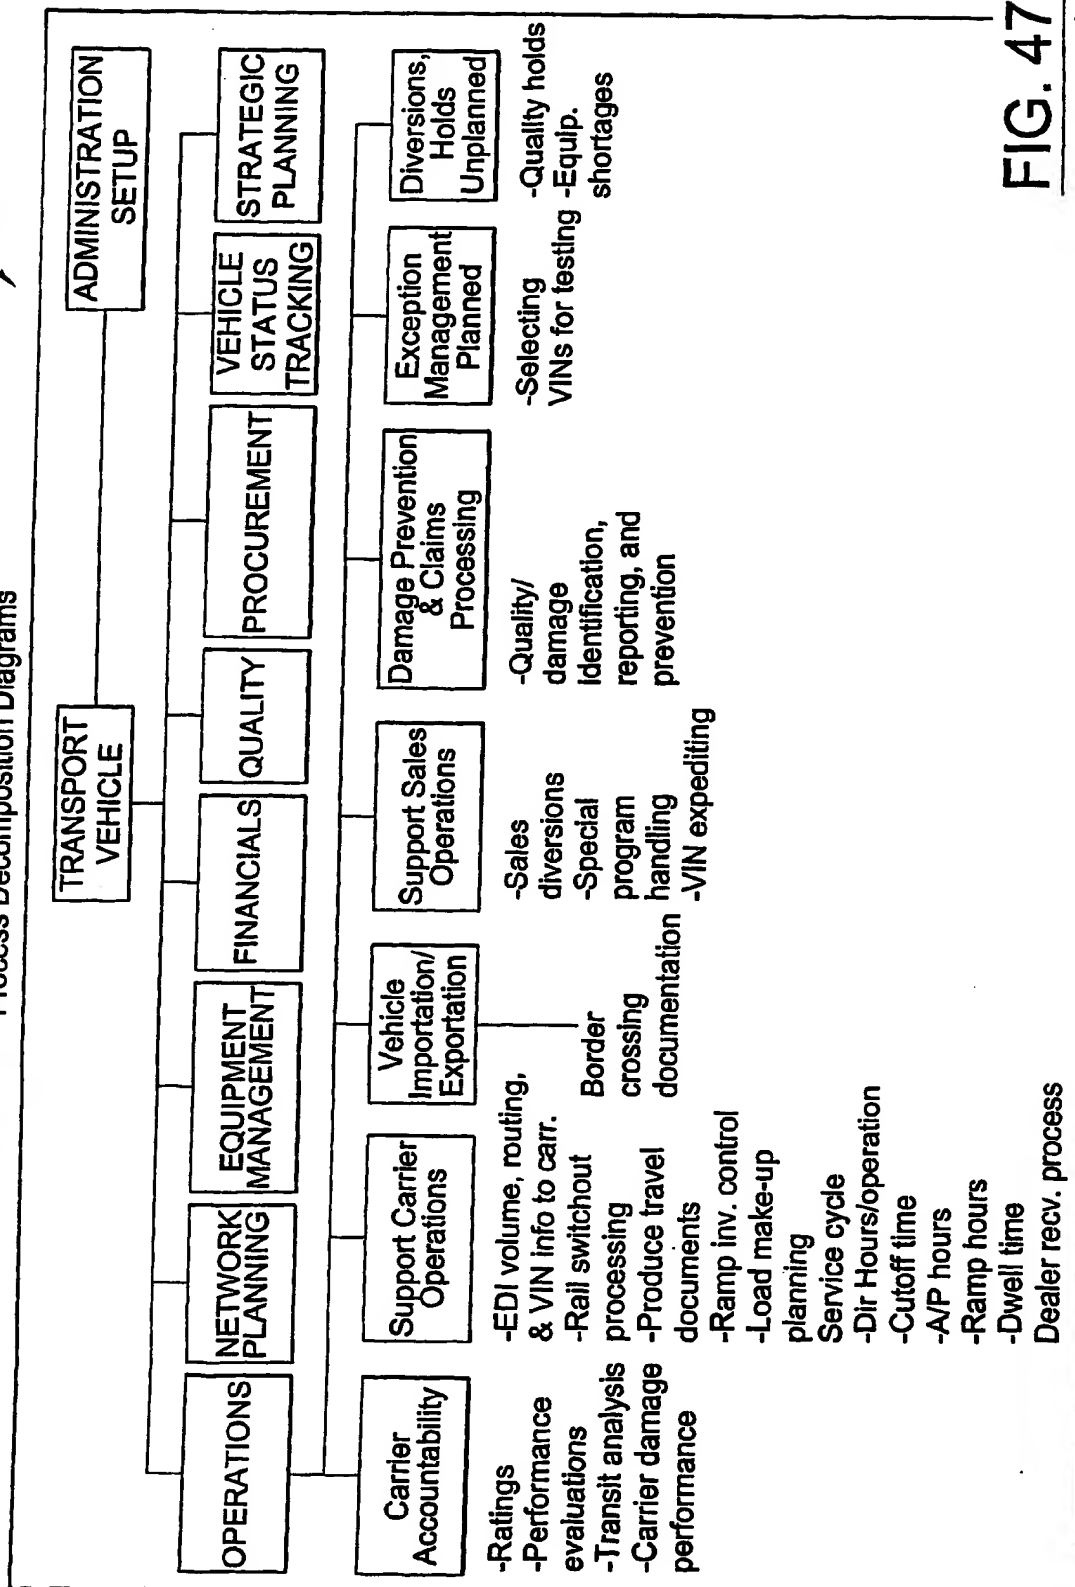 Process Decomposition Diagrams
TRANSPORT
VEHICLE
ADMINISTRATION
SETUP
OPERATIONS
NETWORK
PLANNING
EQUIPMENT
MANAGEMENT
FINANCIALS
QUALITY
PROCUREMENT
VEHICLE
STATUS
TRACKING
STRATEGIC
PLANNING
Carrier
Accountability
-Ratings
-Performance
evaluations
-Transit analysis
-Carrier damage
performance
Support Carrier
Operations
-EDI volume, routing,
& VIN info to carr.
-Rail switchout
processing
-Produce travel
documents
-Ramp inv. control
-Load make-up
planning
Service cycle
-Dir Hours/operation
-Cutoff time
-A/P hours
-Ramp hours
-Dwell time
Dealer recv. process
Vehicle
Importation/
Exportation
Border
crossing
documentation
Support Sales
Operations
-Sales
diversions
-Special
program
handling
-VIN expediting
Damage Prevention
& Claims
Processing
-Quality/
damage
identification,
reporting, and
prevention
Exception
Management
Planned
-Selecting
VINs for testing
Diversions,
Holds
Unplanned
-Quality holds
-Equip.
shortages
FIG. 47